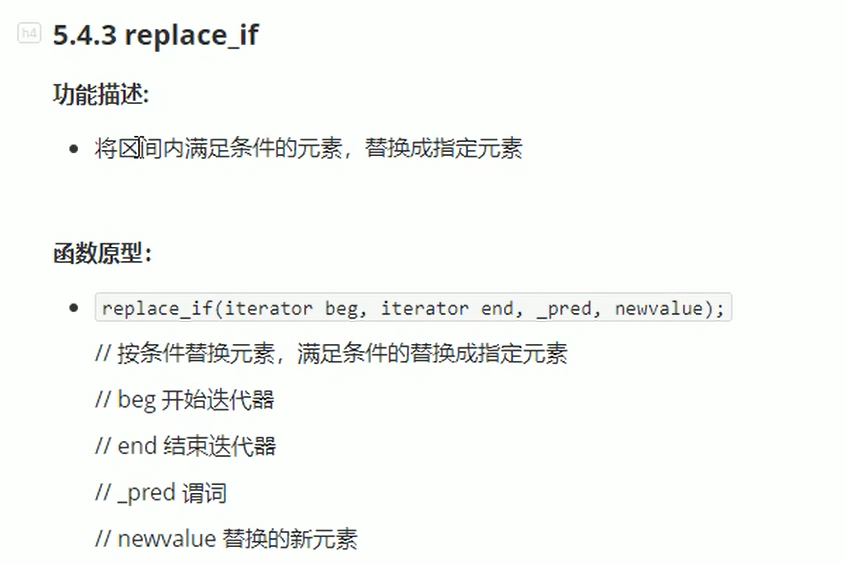 h4
5.4.3 replace_if
功能描述:
将区间内满足条件的元素，替换成指定元素
函数原型：
replace_if(iterator beg, iterator end, _pred, newvalue);
// 按条件替换元素，满足条件的替换成指定元素
// beg 开始迭代器
// end 结束迭代器
// _pred 谓词
// newvalue 替换的新元素